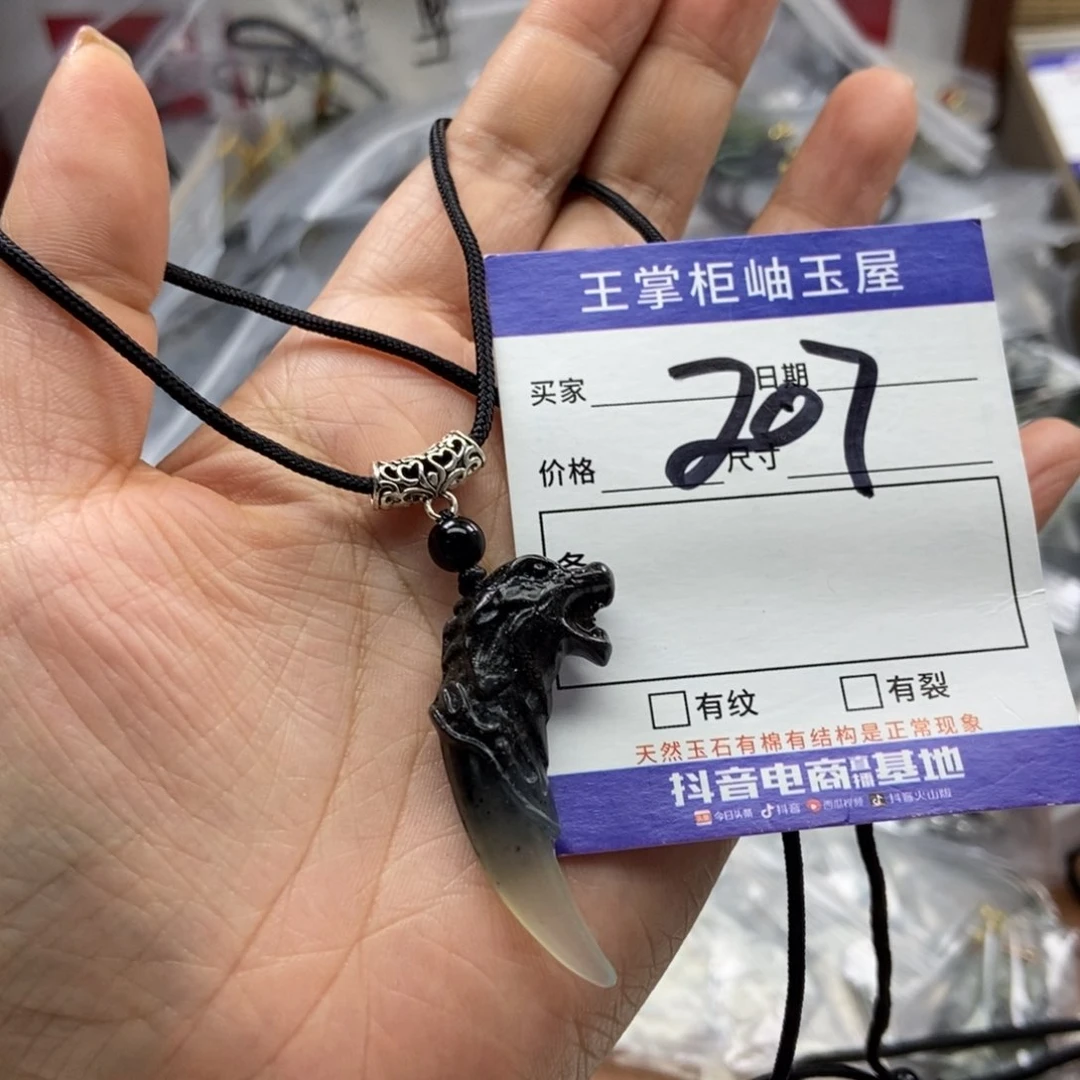 王掌柜岫玉屋
买家 日期
207
价格 尺寸
有纹 有裂
天然玉石有棉有结构是正常现象
抖音电商直播基地
头条 今日头条 抖音 西瓜视频 抖音火山版